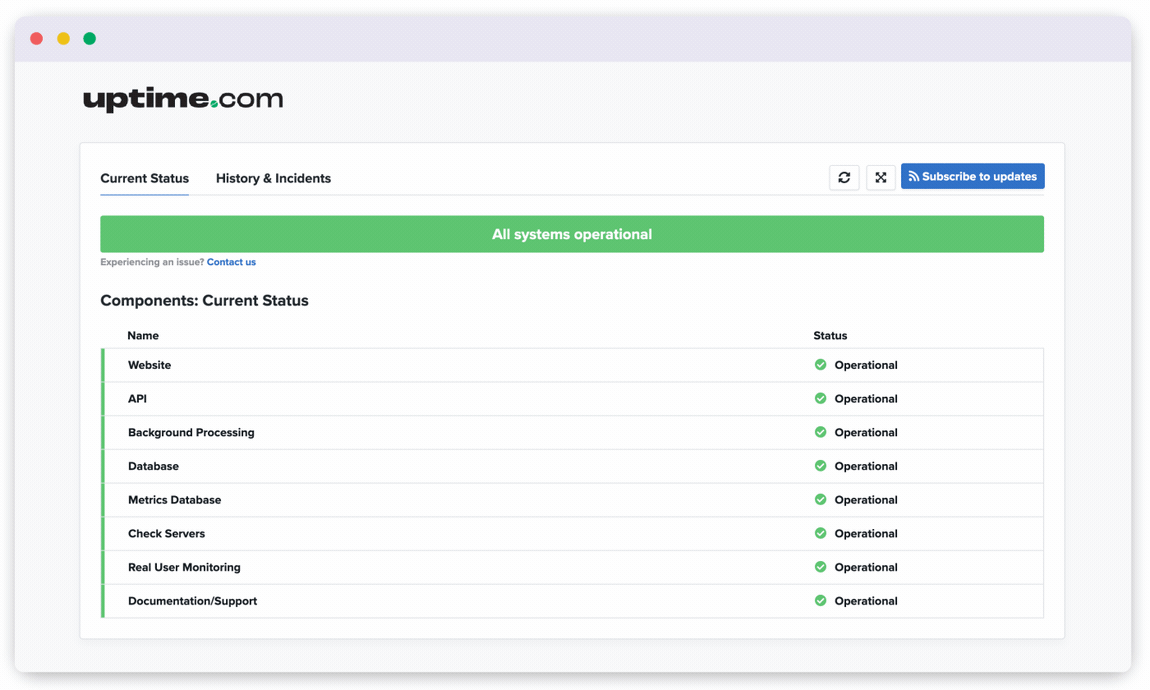 uptime.com
Current Status History & Incidents Subscribe to updates
All systems operational
Experiencing an issue? Contact us
Components: Current Status
Name Status
Website Operational
API Operational
Background Processing Operational
Database Operational
Metrics Database Operational
Check Servers Operational
Real User Monitoring Operational
Documentation/Support Operational